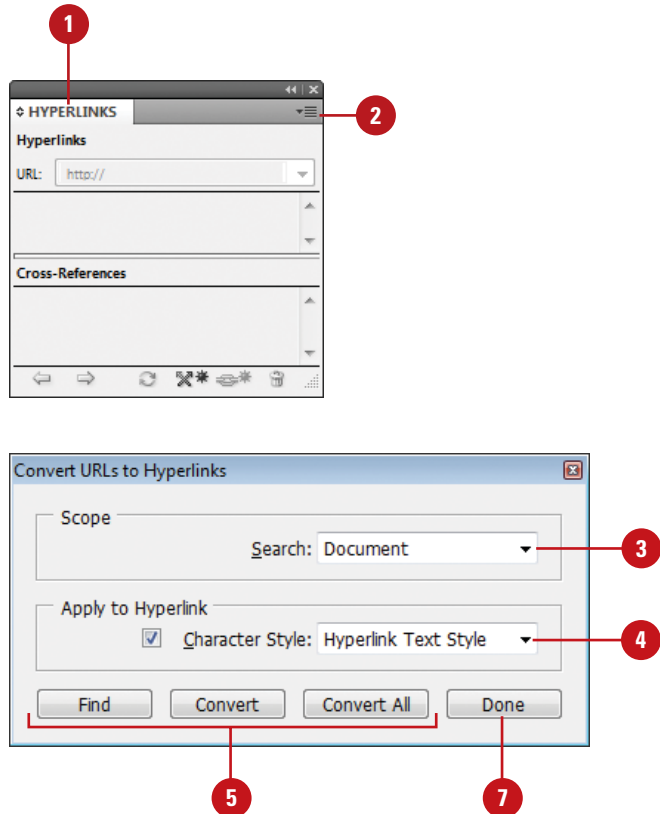 1
HYPERLINKS
2
Hyperlinks
URL: http://
Cross-References
Convert URLs to Hyperlinks
Scope
Search: Document
3
Apply to Hyperlink
Character Style: Hyperlink Text Style
4
Find Convert Convert All Done
5 7